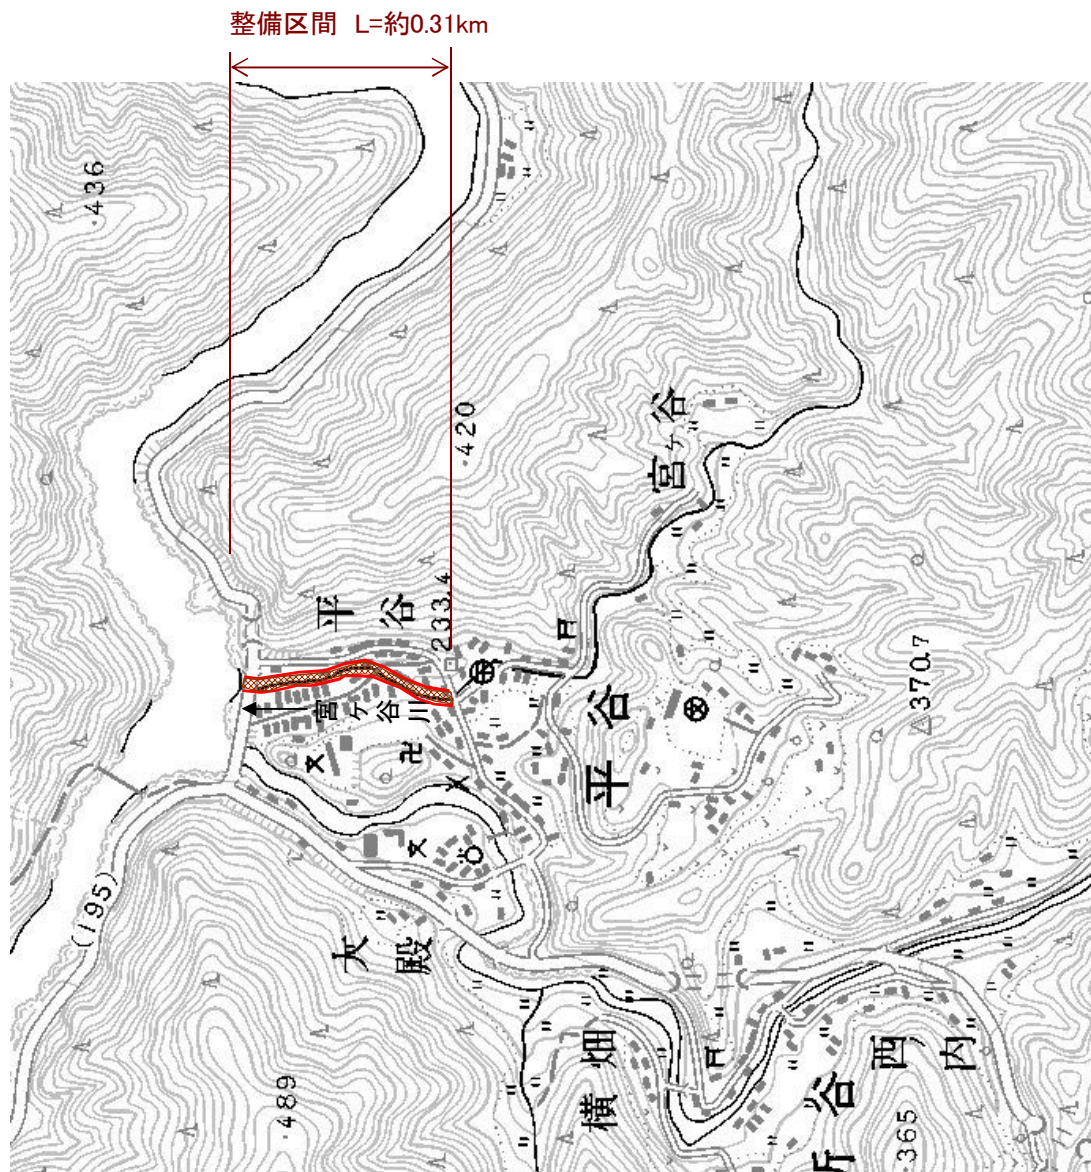 整備区間 L=約0.31km
・436
・420
宮ヶ谷
平谷
233.4
富ヶ谷川
平谷
370.7
(195)
大殿
・489
横畑
西内
谷
365